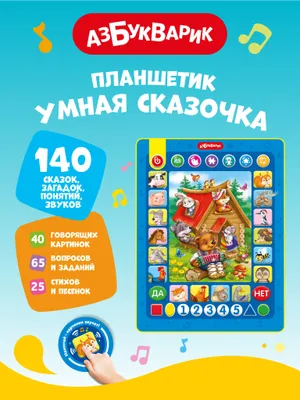 АЗБУКВАРИК
ПЛАНШЕТИК
УМНАЯ СКАЗОЧКА
140
СКАЗОК,
ЗАГАДОК,
ПОНЯТИЙ,
ЗВУКОВ
40 ГОВОРЯЩИХ КАРТИНОК
65 ВОПРОСОВ И ЗАДАНИЙ
25 СТИХОВ И ПЕСЕНОК
АЗБУКВАРИК
ДА
НЕТ
1 2 3 4 5